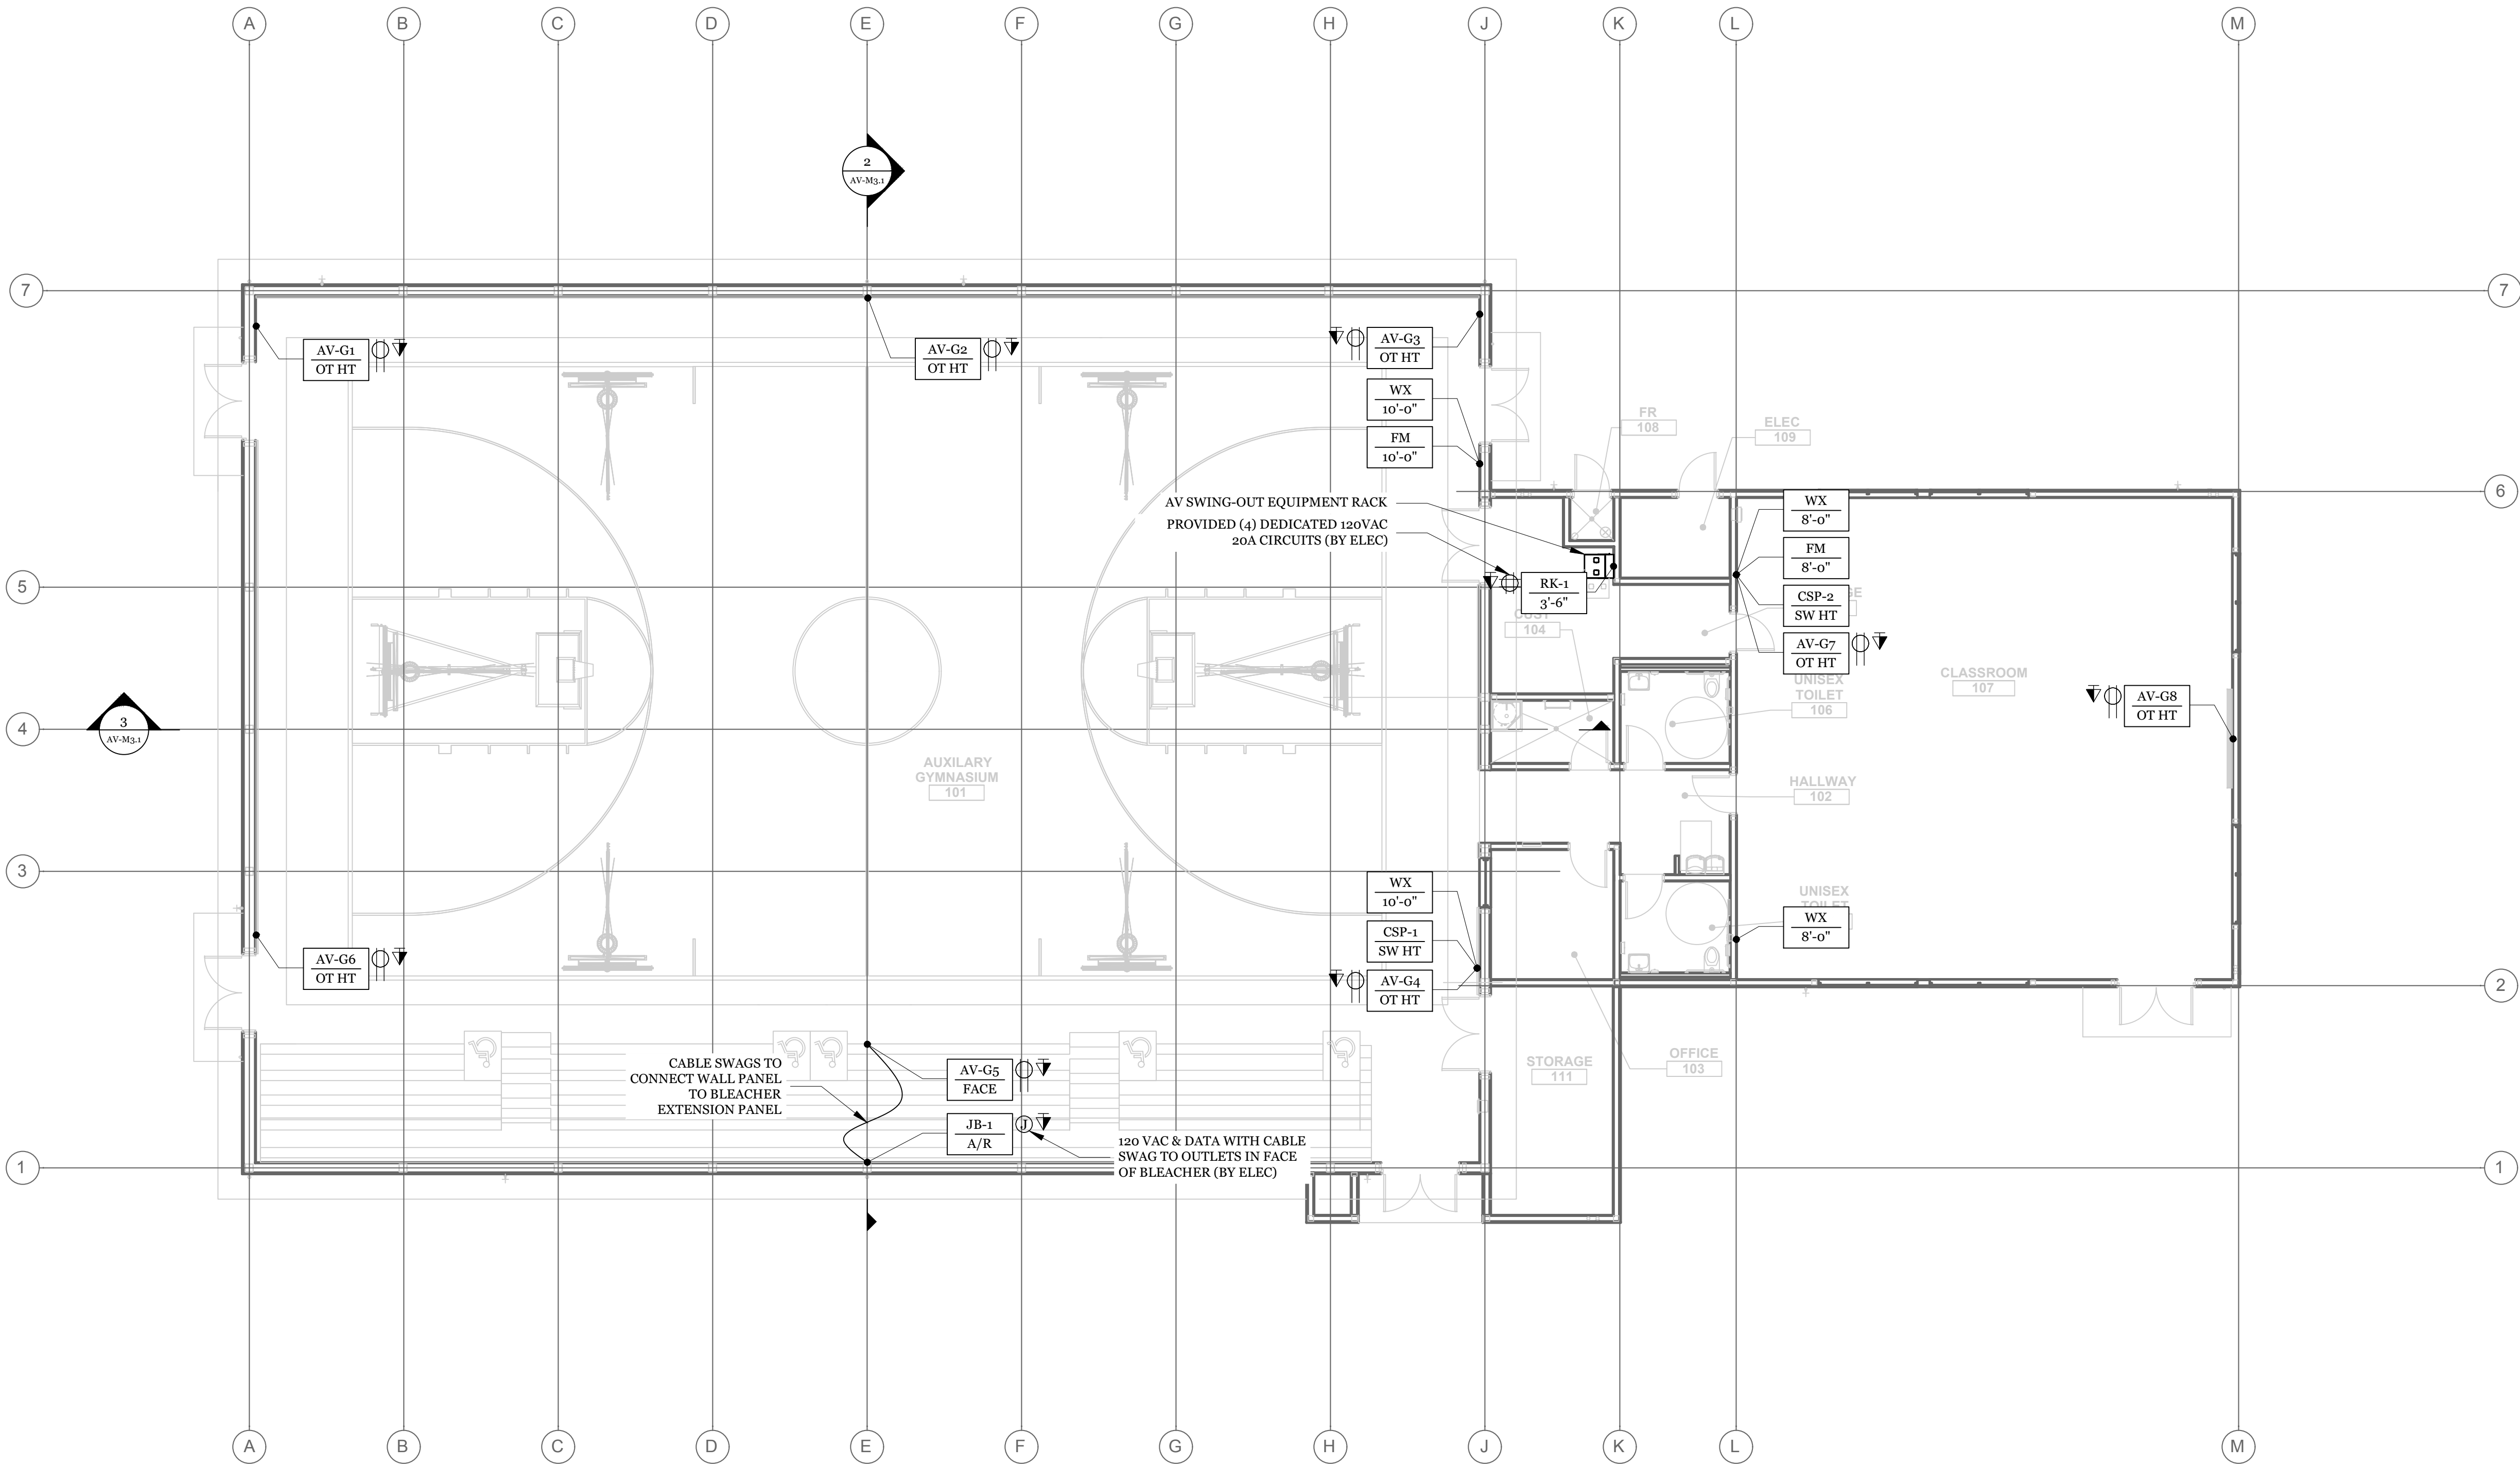 A B C D E F G H J K L M
2
AV-M3.1
7
7
AV-G1
OT HT
AV-G2
OT HT
AV-G3
OT HT
WX
10'-0"
FM
10'-0"
FR
108
ELEC
109
AV SWING-OUT EQUIPMENT RACK
PROVIDED (4) DEDICATED 120VAC
20A CIRCUITS (BY ELEC)
6
WX
8'-0"
FM
8'-0"
5
RK-1
3'-6"
CSP-2
SW HT
104
AV-G7
OT HT
UNISEX
TOILET
106
CLASSROOM
107
AV-G8
OT HT
3
AV-M3.1
4
AUXILARY
GYMNASIUM
101
HALLWAY
102
3
WX
10'-0"
CSP-1
SW HT
AV-G4
OT HT
UNISEX
TOILET
WX
8'-0"
AV-G6
OT HT
2
CABLE SWAGS TO
CONNECT WALL PANEL
TO BLEACHER
EXTENSION PANEL
AV-G5
FACE
JB-1
A/R
J
120 VAC & DATA WITH CABLE
SWAG TO OUTLETS IN FACE
OF BLEACHER (BY ELEC)
STORAGE
111
OFFICE
103
1
1
A B C D E F G H J K L M